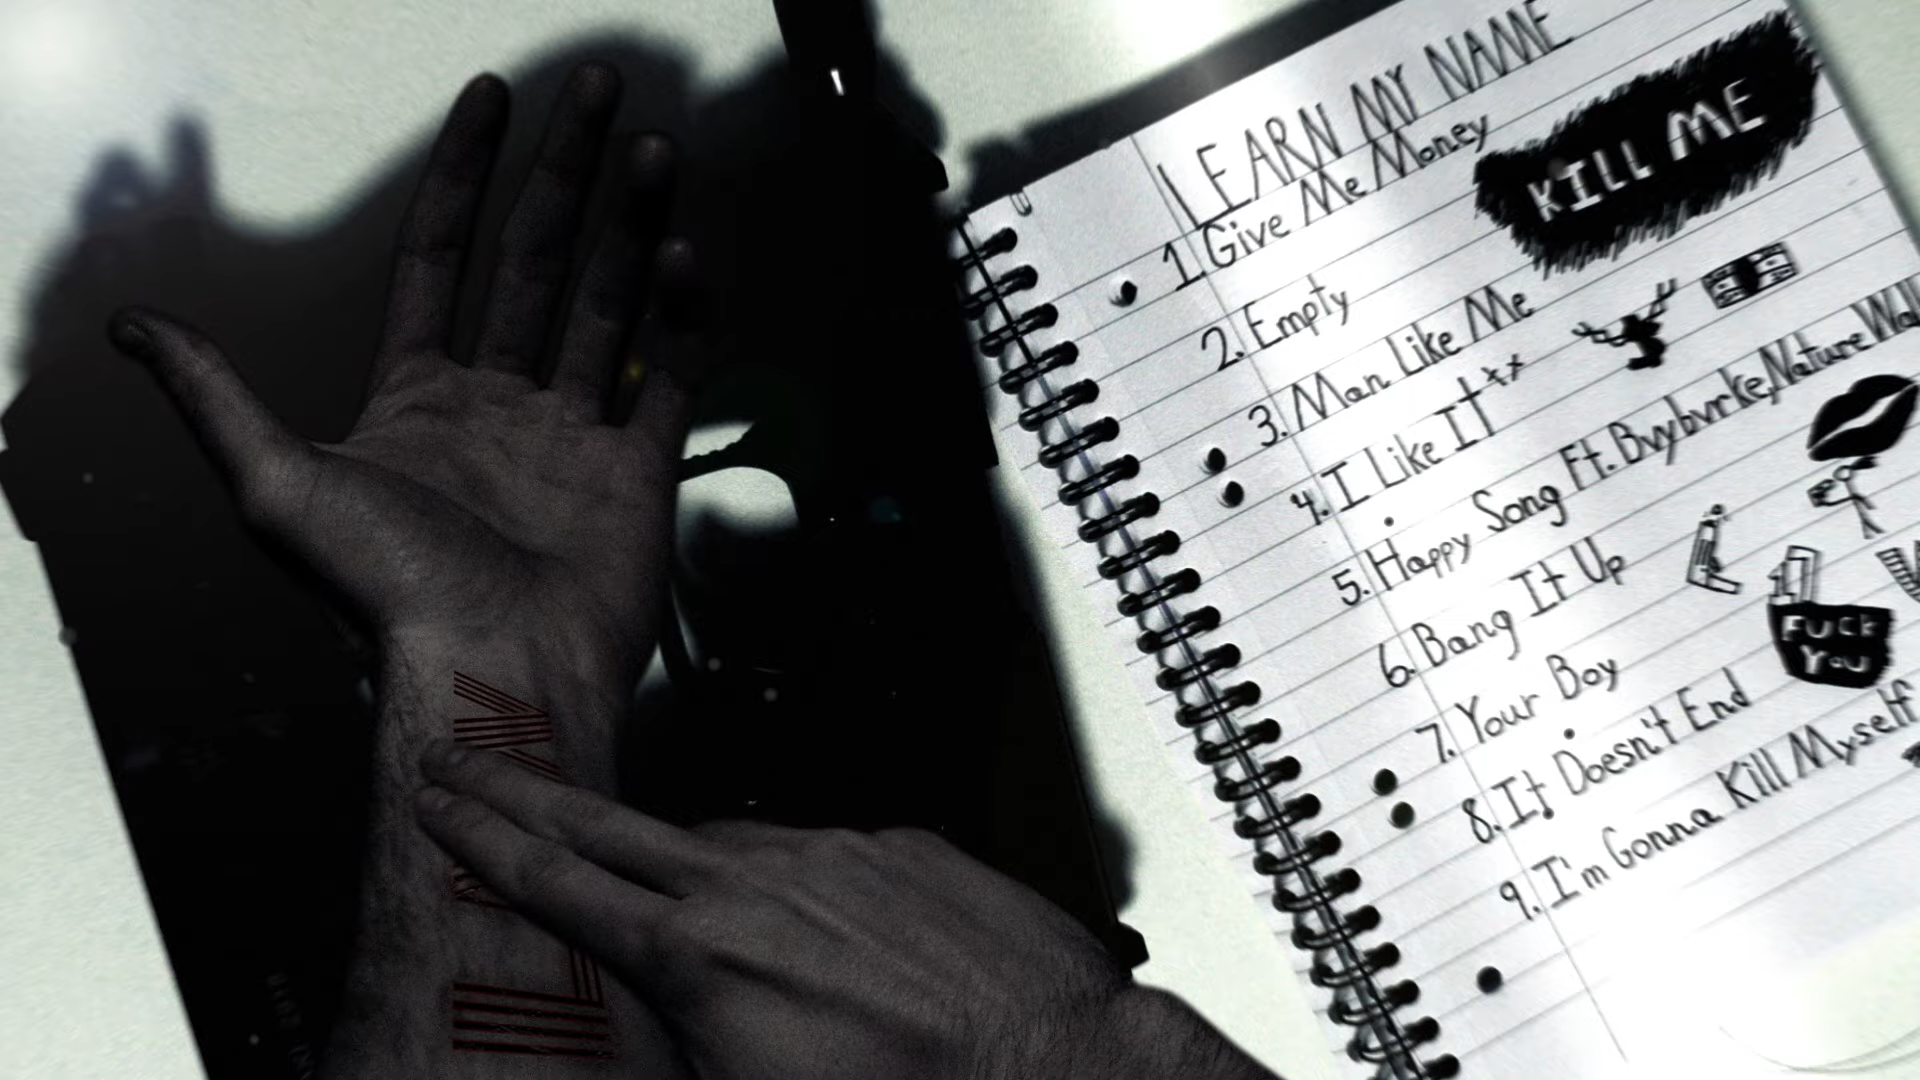 LEARN MY NAME
KILL ME
1. Give Me Money
2. Empty
3. Man Like Me
4. I Like It xx
5. Happy Song Ft. Bvybvrke, Nature
6. Bang It Up
7. Your Boy
FUCK
YOU
8. It Doesn't End
9. I'm Gonna Kill Myself